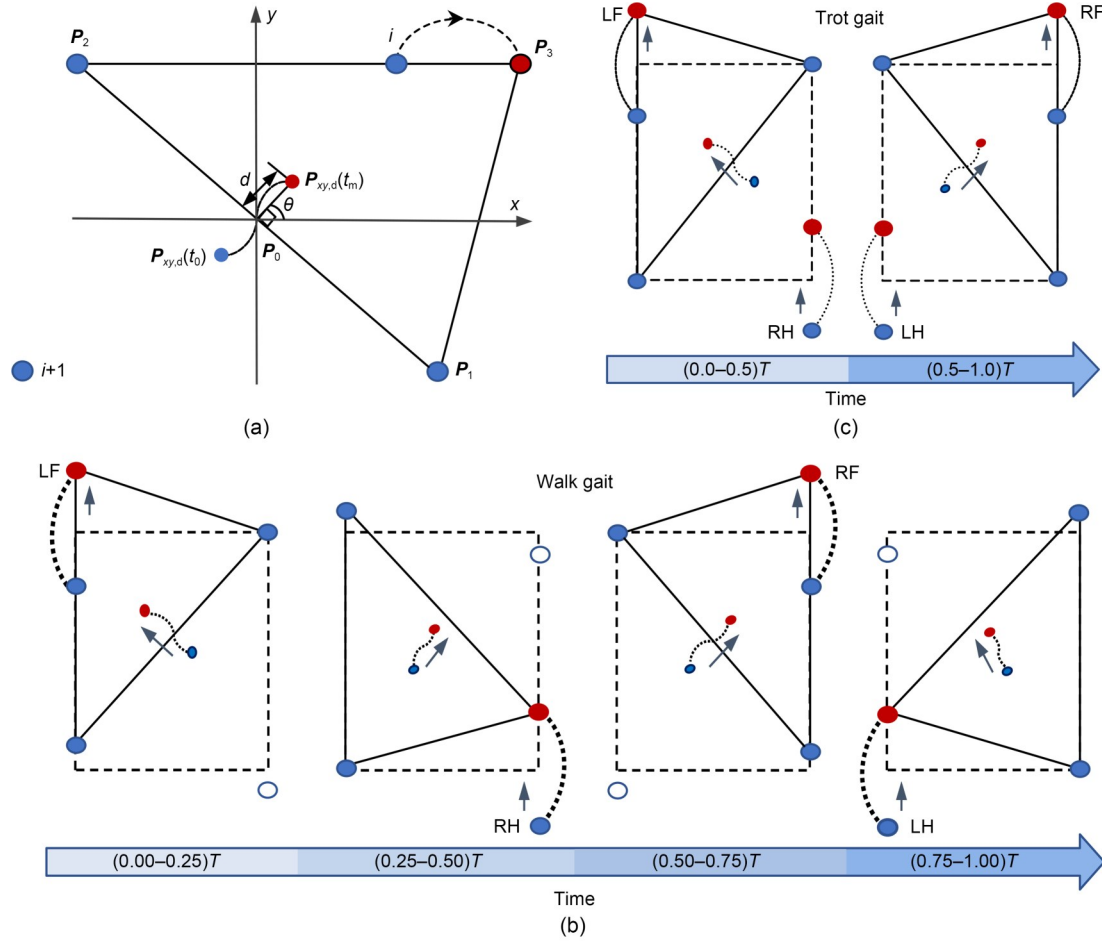 y
P2
i
P3
d
Pxy,d(tm)
x
θ
Pxy,d(t0)
P0
i+1
P1
(a)
LF
Trot gait
RF
RH
LH
(0.0–0.5)T
(0.5–1.0)T
Time
(c)
LF
Walk gait
RF
RH
LH
(0.00–0.25)T
(0.25–0.50)T
(0.50–0.75)T
(0.75–1.00)T
Time
(b)